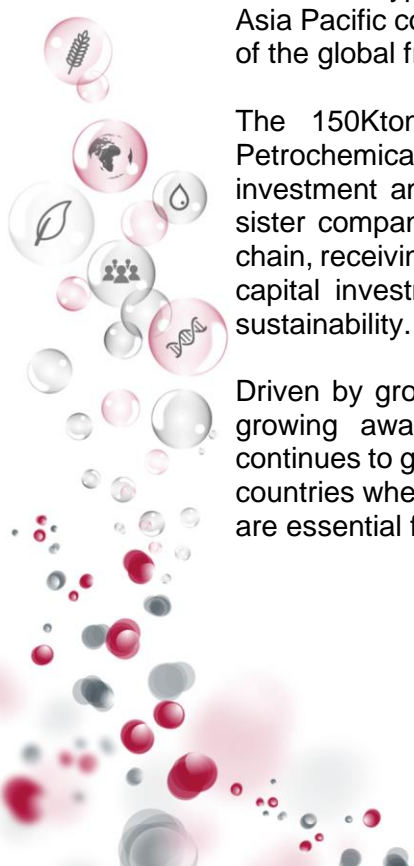 Asia Pacific co
of the global f
The 150Kton
Petrochemica
investment a
sister compar
chain, receivin
capital investr
sustainability.
Driven by gro
growing awa
continues to g
countries whe
are essential f